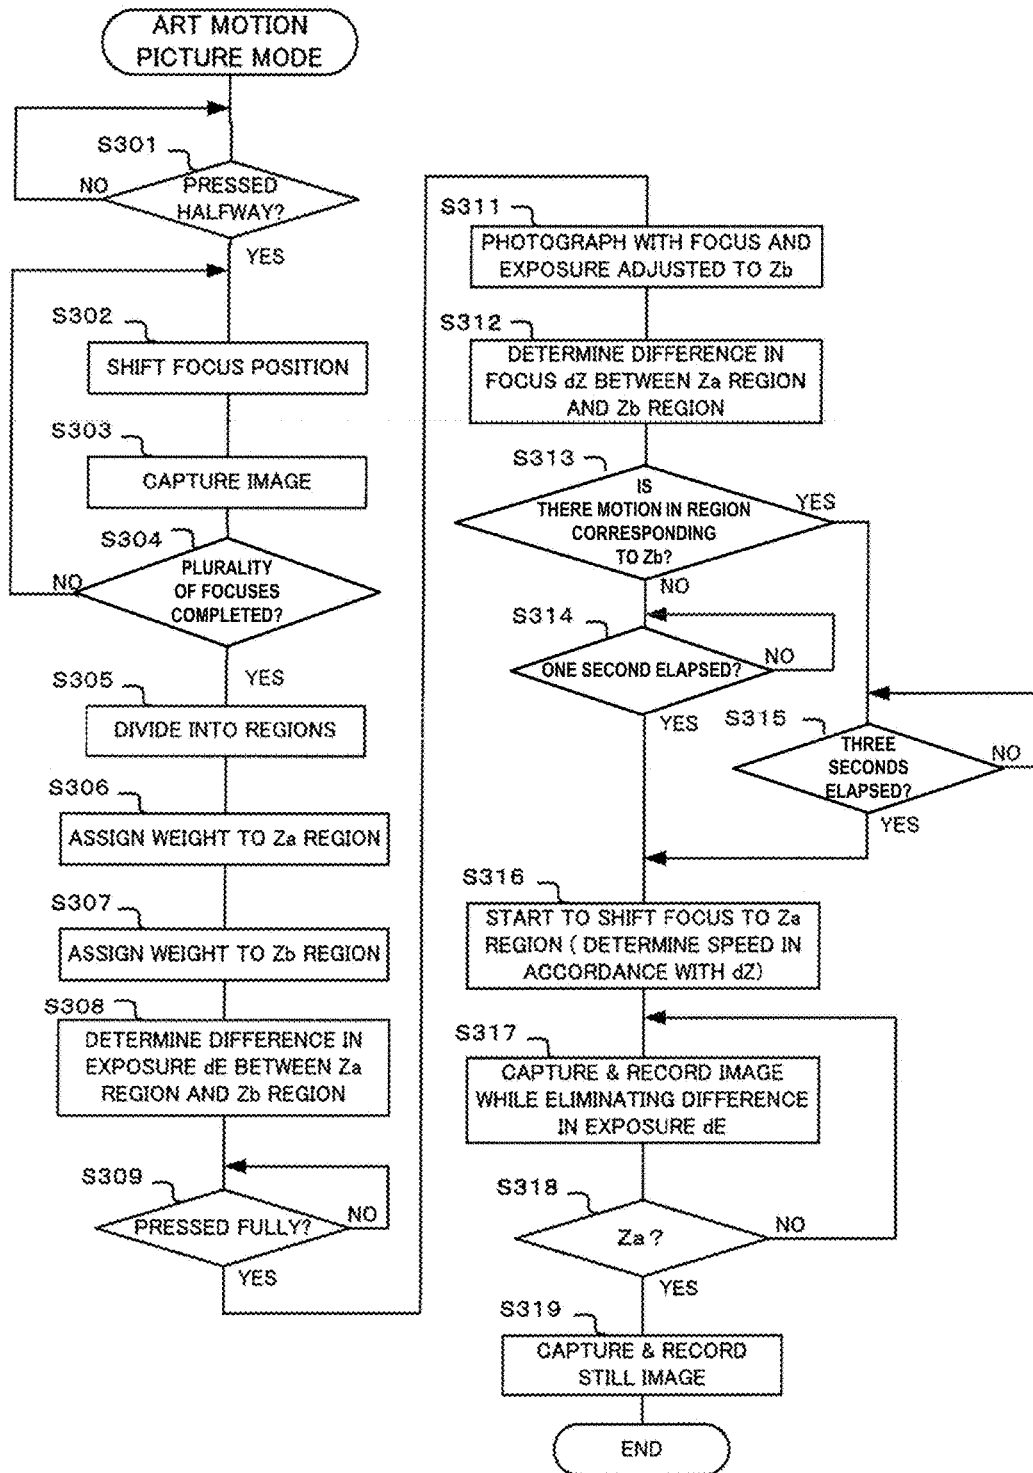 ART MOTION
PICTURE MODE
S301
PRESSED
HALFWAY?
NO
YES
S302
SHIFT FOCUS POSITION
S303
CAPTURE IMAGE
S304
PLURALITY
OF FOCUSES
COMPLETED?
NO
YES
S305
DIVIDE INTO REGIONS
S306
ASSIGN WEIGHT TO Za REGION
S307
ASSIGN WEIGHT TO Zb REGION
S308
DETERMINE DIFFERENCE IN
EXPOSURE dE BETWEEN Za
REGION AND Zb REGION
S309
PRESSED FULLY?
NO
YES
S311
PHOTOGRAPH WITH FOCUS AND
EXPOSURE ADJUSTED TO Zb
S312
DETERMINE DIFFERENCE IN
FOCUS dZ BETWEEN Za REGION
AND Zb REGION
S313
IS
THERE MOTION IN REGION
CORRESPONDING
TO Zb?
YES
NO
S314
ONE SECOND ELAPSED?
NO
YES
S315
THREE
SECONDS
ELAPSED?
NO
YES
S316
START TO SHIFT FOCUS TO Za
REGION ( DETERMINE SPEED IN
ACCORDANCE WITH dZ)
S317
CAPTURE & RECORD IMAGE
WHILE ELIMINATING DIFFERENCE
IN EXPOSURE dE
S318
Za ?
NO
YES
S319
CAPTURE & RECORD
STILL IMAGE
END